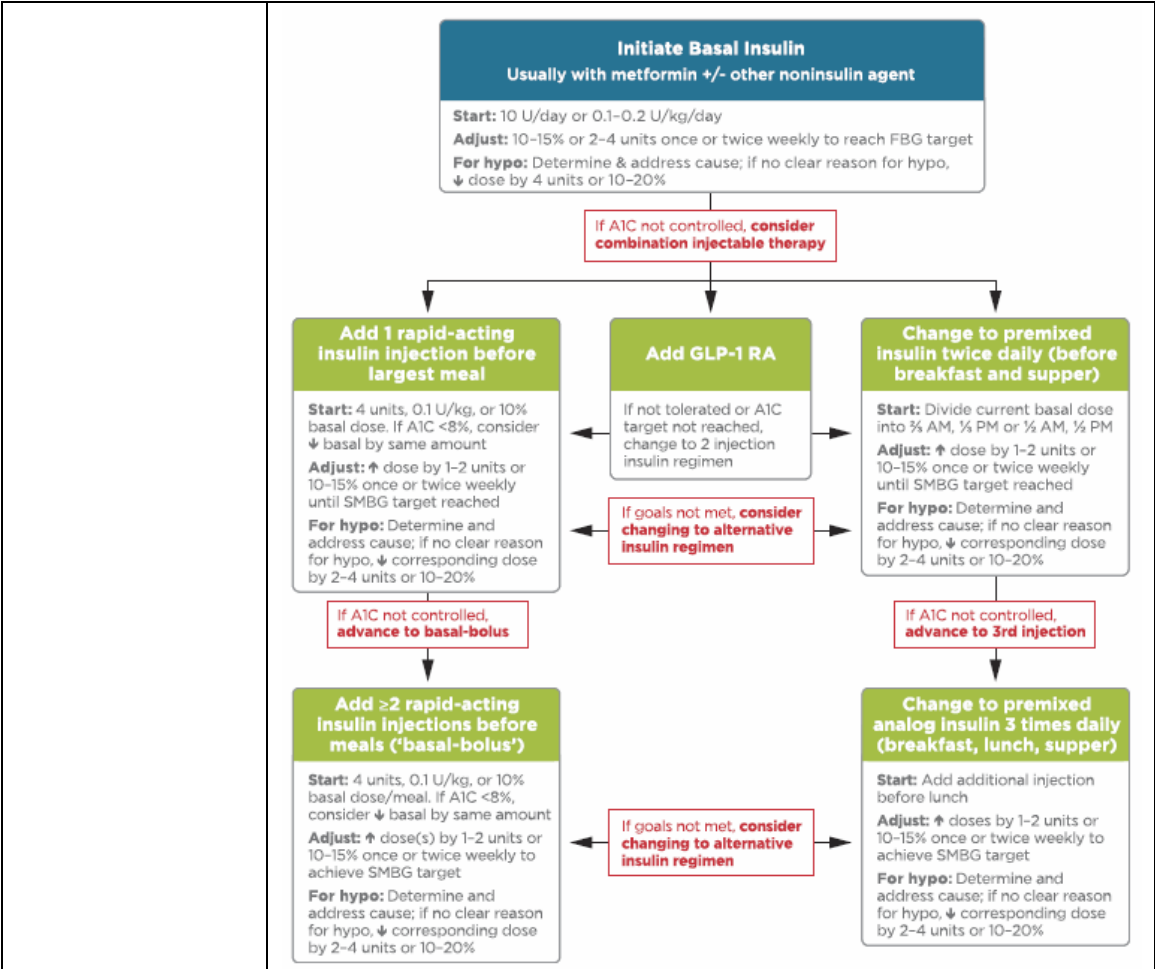 Initiate Basal Insulin
Usually with metformin +/- other noninsulin agent
Start: 10 U/day or 0.1–0.2 U/kg/day
Adjust: 10–15% or 2–4 units once or twice weekly to reach FBG target
For hypo: Determine & address cause; if no clear reason for hypo,
↓ dose by 4 units or 10–20%
If A1C not controlled, consider
combination injectable therapy
Add 1 rapid-acting
insulin injection before
largest meal
Start: 4 units, 0.1 U/kg, or 10%
basal dose. If A1C <8%, consider
↓ basal by same amount
Adjust: ↑ dose by 1–2 units or
10–15% once or twice weekly
until SMBG target reached
For hypo: Determine and
address cause; if no clear reason
for hypo, ↓ corresponding dose
by 2–4 units or 10–20%
Add GLP-1 RA
If not tolerated or A1C
target not reached,
change to 2 injection
insulin regimen
Change to premixed
insulin twice daily (before
breakfast and supper)
Start: Divide current basal dose
into ⅔ AM, ⅓ PM or ½ AM, ½ PM
Adjust: ↑ dose by 1–2 units or
10–15% once or twice weekly
until SMBG target reached
For hypo: Determine and
address cause; if no clear reason
for hypo, ↓ corresponding dose
by 2–4 units or 10–20%
If goals not met, consider
changing to alternative
insulin regimen
If A1C not controlled,
advance to basal-bolus
If A1C not controlled,
advance to 3rd injection
Add ≥2 rapid-acting
insulin injections before
meals (‘basal-bolus’)
Start: 4 units, 0.1 U/kg, or 10%
basal dose/meal. If A1C <8%,
consider ↓ basal by same amount
Adjust: ↑ dose(s) by 1–2 units or
10–15% once or twice weekly to
achieve SMBG target
For hypo: Determine and
address cause; if no clear reason
for hypo, ↓ corresponding dose
by 2–4 units or 10–20%
If goals not met, consider
changing to alternative
insulin regimen
Change to premixed
analog insulin 3 times daily
(breakfast, lunch, supper)
Start: Add additional injection
before lunch
Adjust: ↑ doses by 1–2 units or
10–15% once or twice weekly to
achieve SMBG target
For hypo: Determine and
address cause; if no clear reason
for hypo, ↓ corresponding dose
by 2–4 units or 10–20%